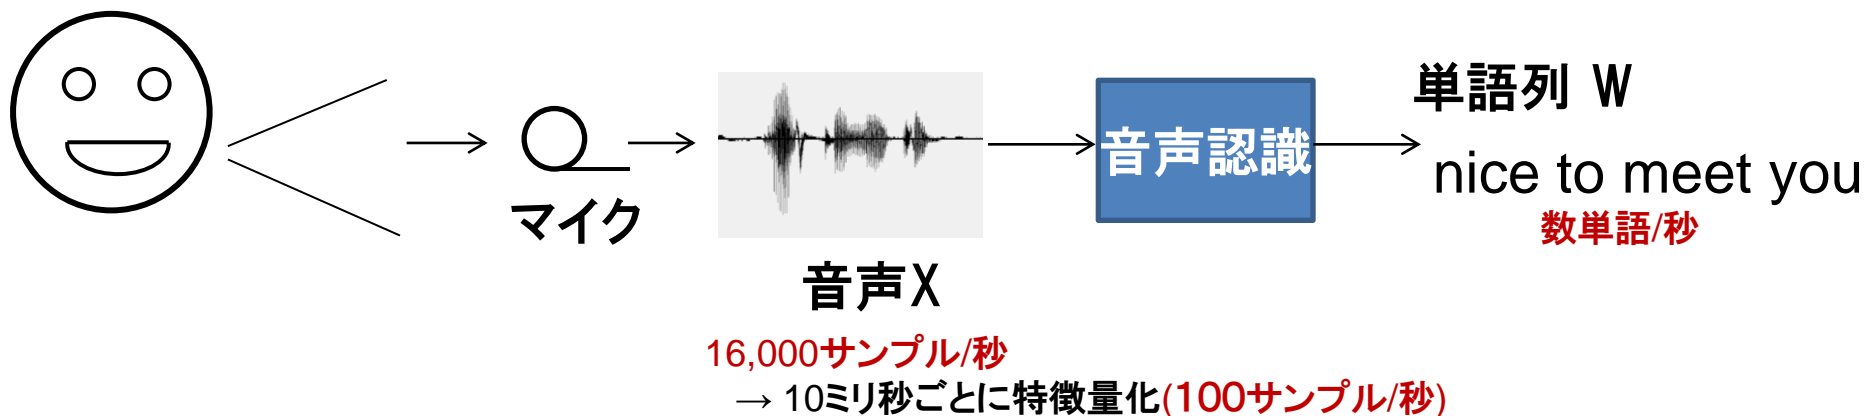 マイク
音声X
16,000サンプル/秒
→ 10ミリ秒ごとに特徴量化(100サンプル/秒)
音声認識
単語列 W
nice to meet you
数単語/秒